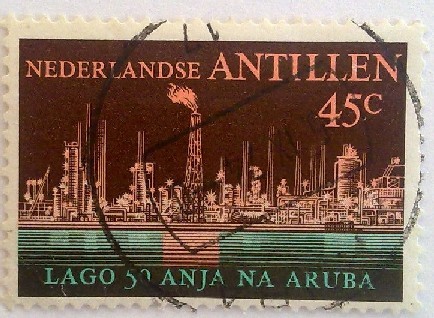 NEDERLANDSE ANTILLEN
45C
LAGO 50 ANJA NA ARUBA